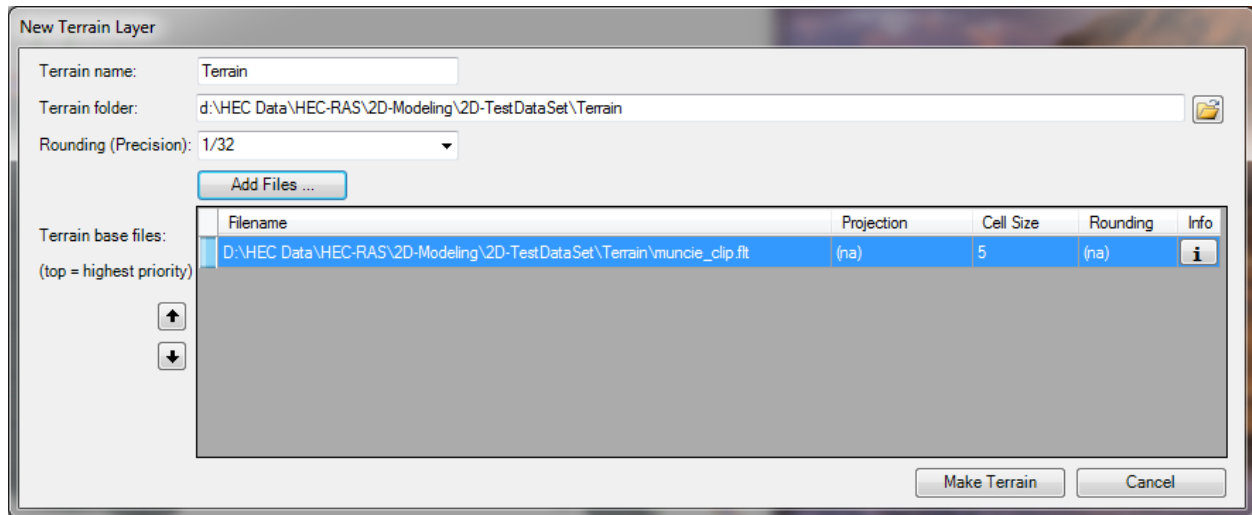 New Terrain Layer
Terrain name: Terrain
Terrain folder: d:\HEC Data\HEC-RAS\2D-Modeling\2D-TestDataSet\Terrain
Rounding (Precision): 1/32
Add Files ...
Terrain base files:
(top = highest priority)
Filename Projection Cell Size Rounding Info
D:\HEC Data\HEC-RAS\2D-Modeling\2D-TestDataSet\Terrain\muncie_clip.flt (na) 5 (na) i
Make Terrain Cancel